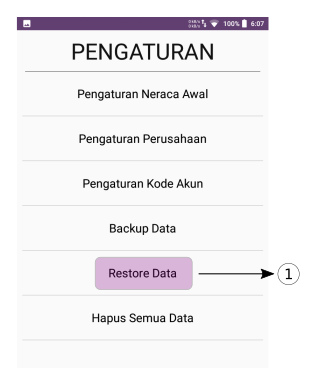 100% 6:07
PENGATURAN
Pengaturan Neraca Awal
Pengaturan Perusahaan
Pengaturan Kode Akun
Backup Data
Restore Data
1
Hapus Semua Data